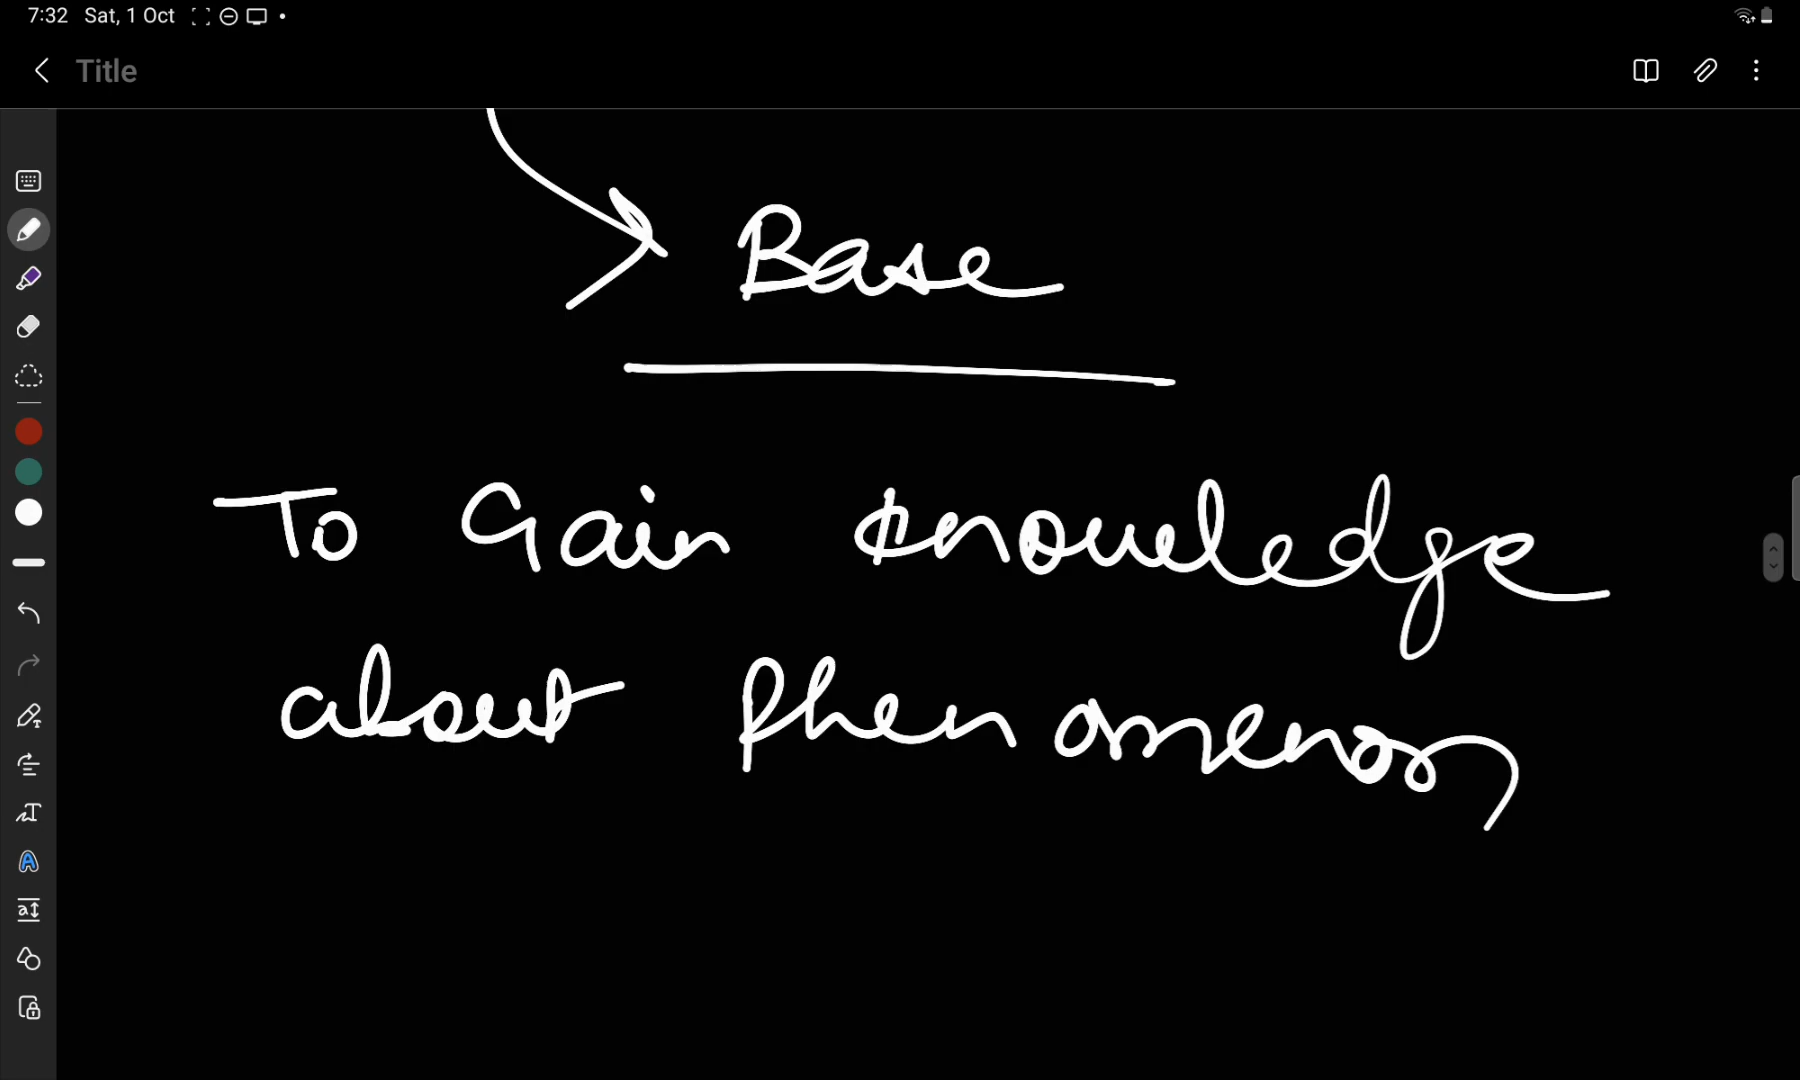 7:32 Sat, 1 Oct
Title
Base
To Gain knowledge
about Phenomenon